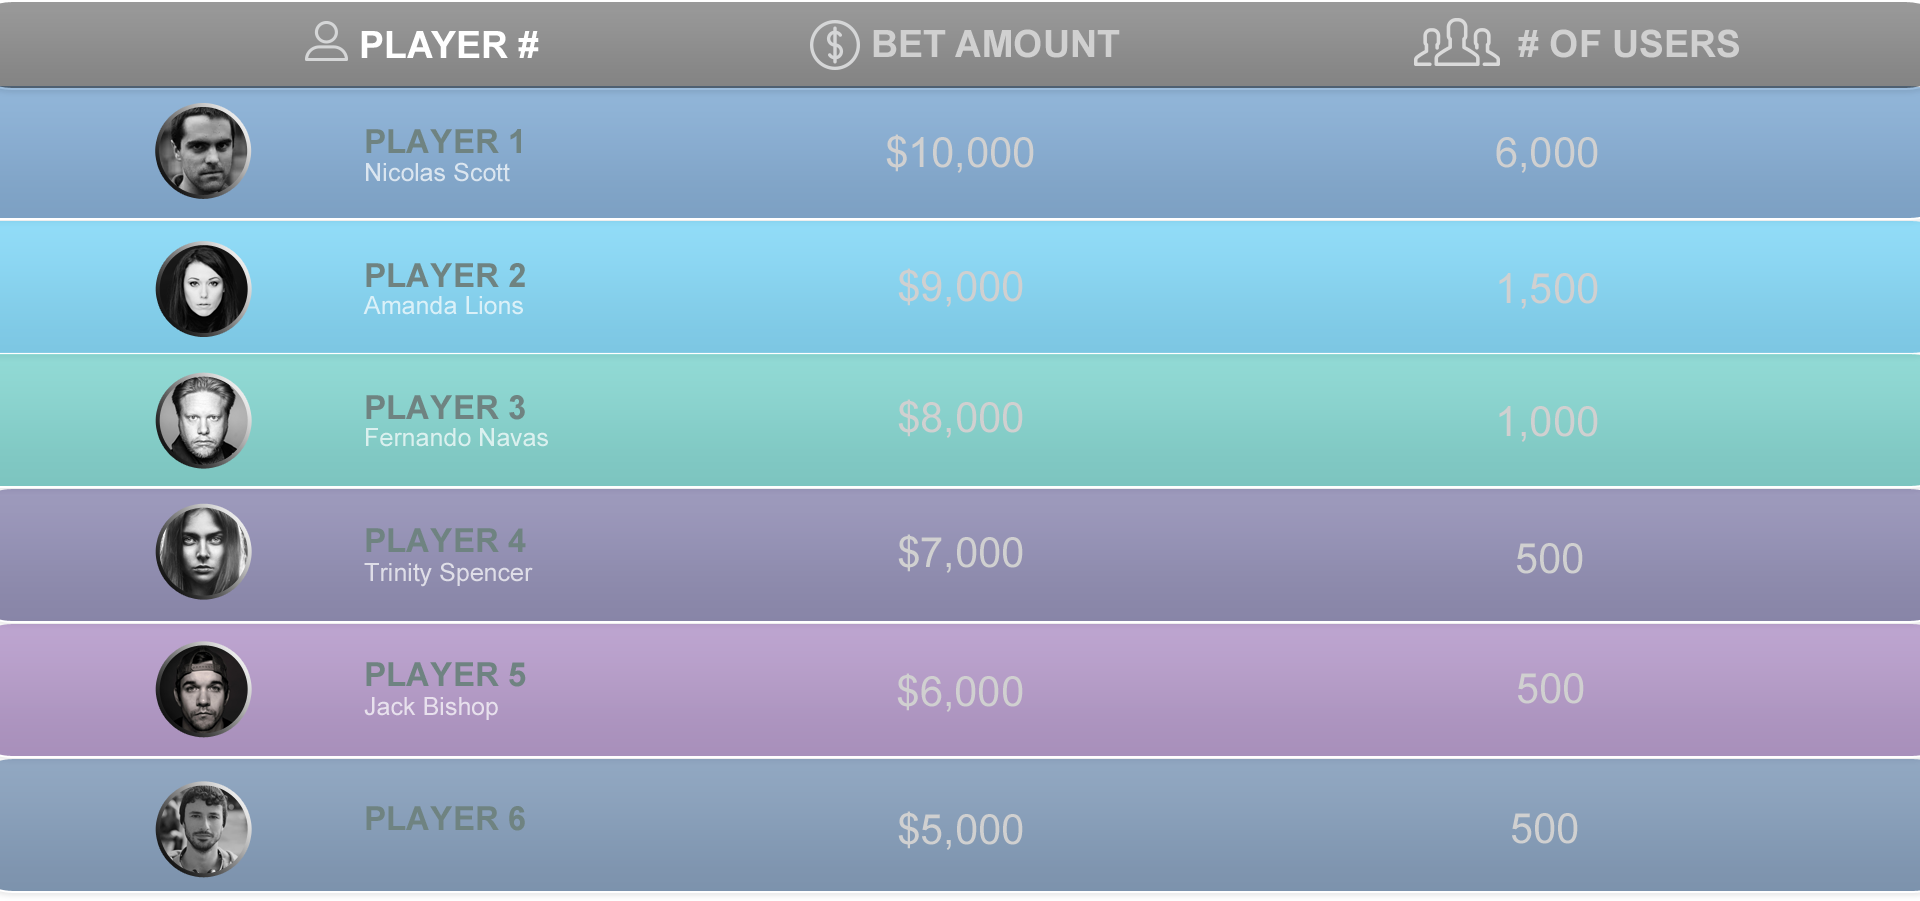 PLAYER # BET AMOUNT # OF USERS
PLAYER 1 $10,000 6,000
Nicolas Scott
PLAYER 2 $9,000 1,500
Amanda Lions
PLAYER 3 $8,000 1,000
Fernando Navas
PLAYER 4 $7,000 500
Trinity Spencer
PLAYER 5 $6,000 500
Jack Bishop
PLAYER 6 $5,000 500